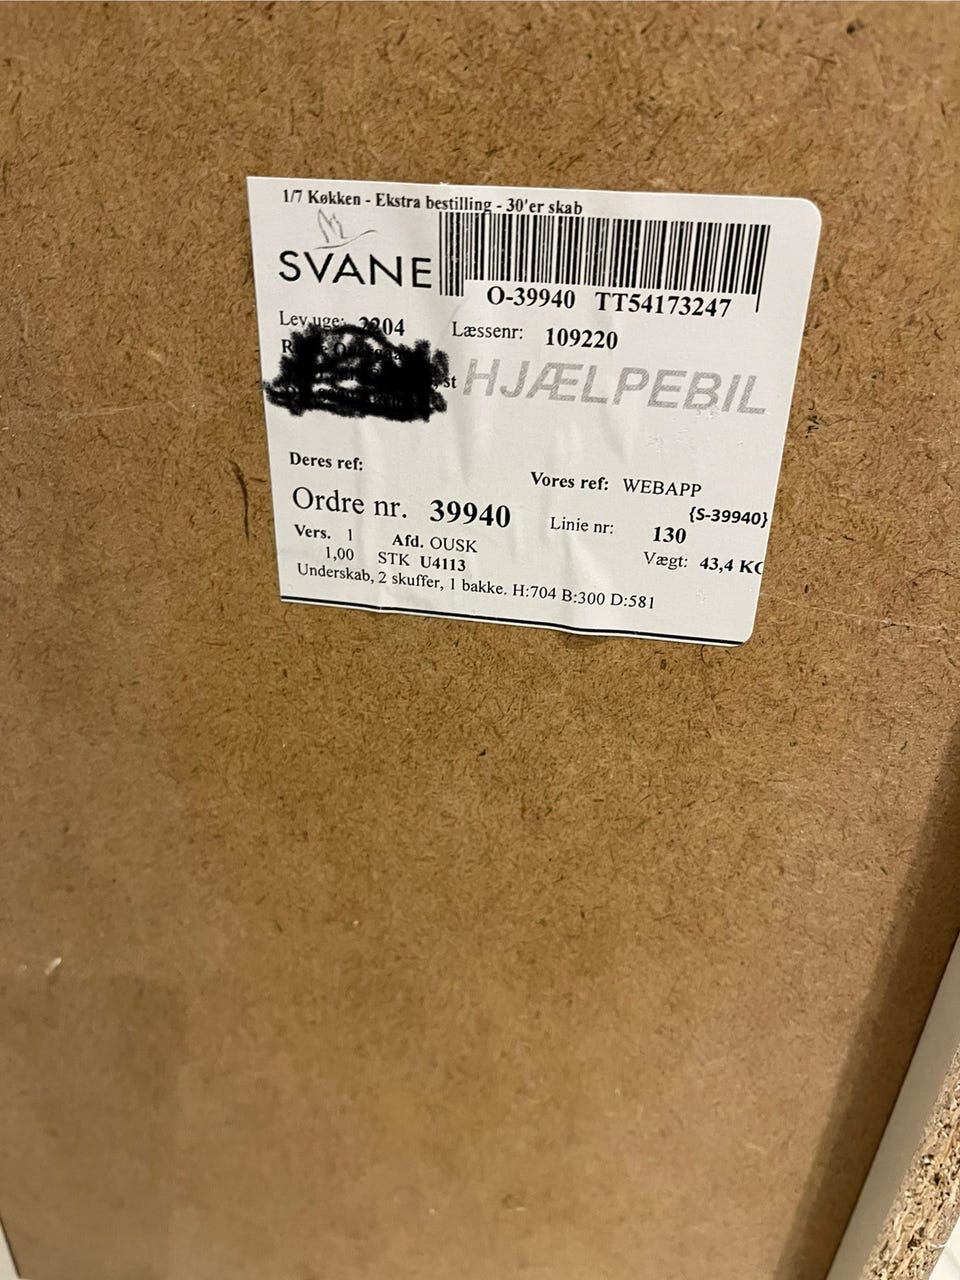 1/7 Køkken - Ekstra bestilling - 30'er skab
SVANE
O-39940 TT54173247
Lev.uge: 2204 Læssenr: 109220
HJÆLPEBIL
st
Deres ref:
Vores ref: WEBAPP
{S-39940}
Ordre nr. 39940 Linie nr: 130
Vers. 1 Afd. OUSK
Vægt: 43,4 KG
1,00 STK U4113
Underskab, 2 skuffer, 1 bakke. H:704 B:300 D:581